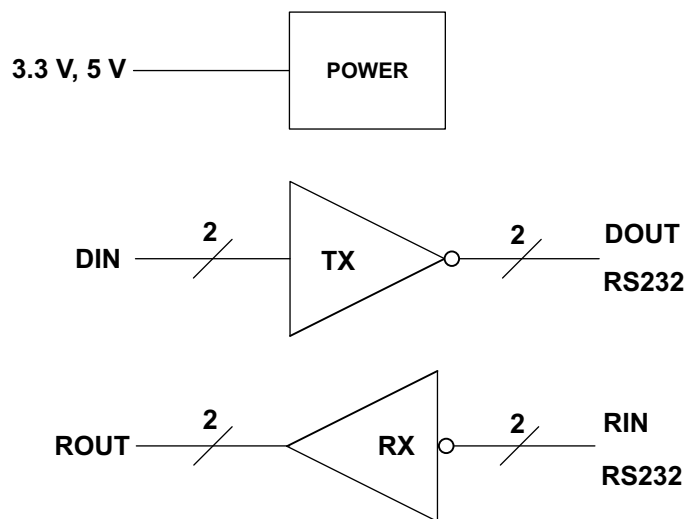 3.3 V, 5 V
POWER
2
2
DOUT
DIN
TX
RS232
2
2
RIN
ROUT
RX
RS232